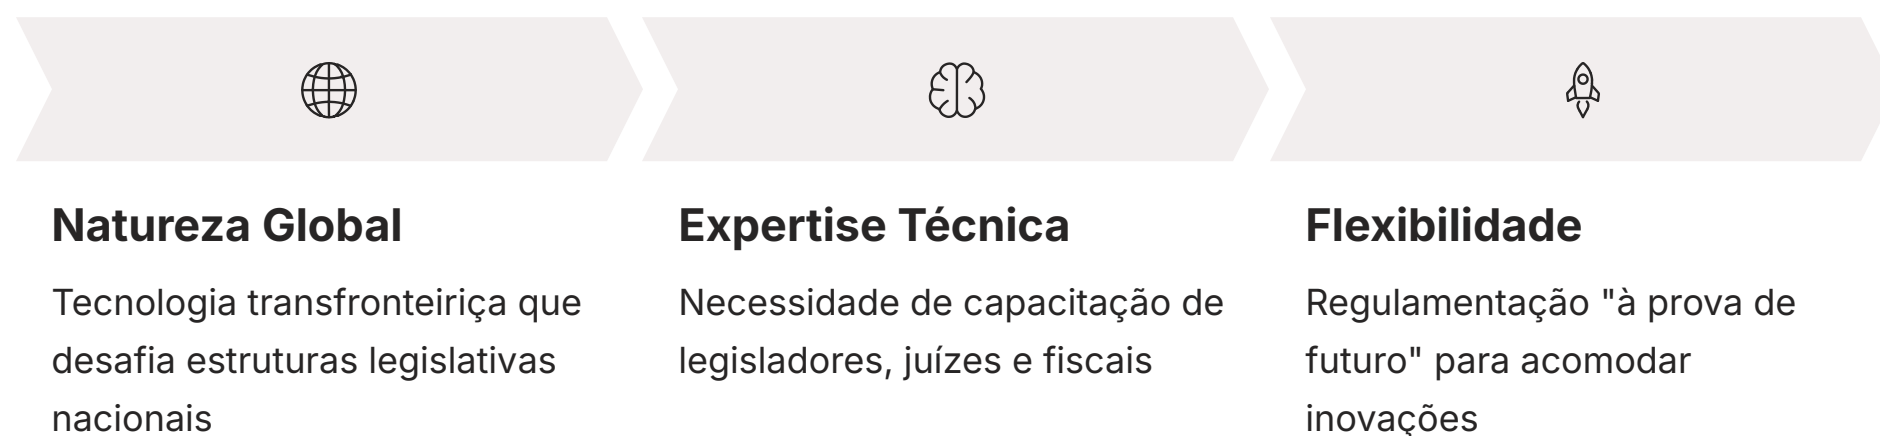 Natureza Global
Tecnologia transfronteiriça que
desafia estruturas legislativas
nacionais
Expertise Técnica
Necessidade de capacitação de
legisladores, juízes e fiscais
Flexibilidade
Regulamentação "à prova de
futuro" para acomodar
inovações